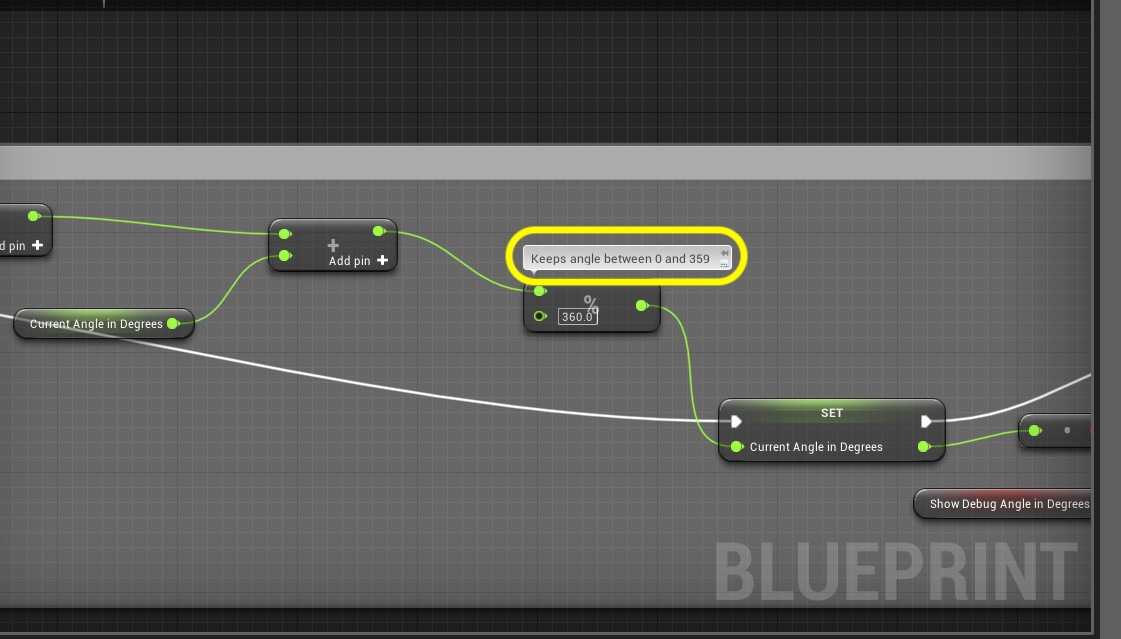 d pin
+
Add pin
Keeps angle between 0 and 359
%
360.0
Current Angle in Degrees
SET
Current Angle in Degrees
Show Debug Angle in Degrees
BLUEPRINT